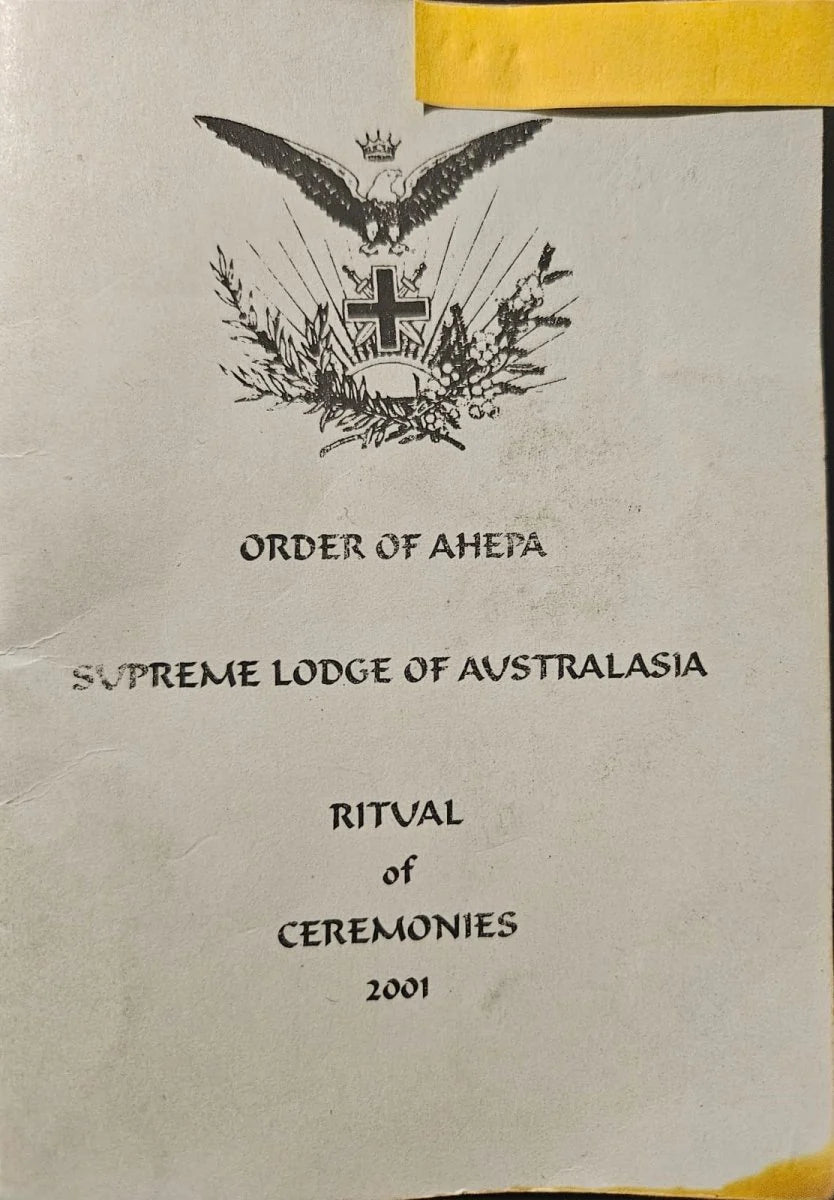 ORDER OF AHEPA
SUPREME LODGE OF AUSTRALASIA
RITUAL
of
CEREMONIES
2001